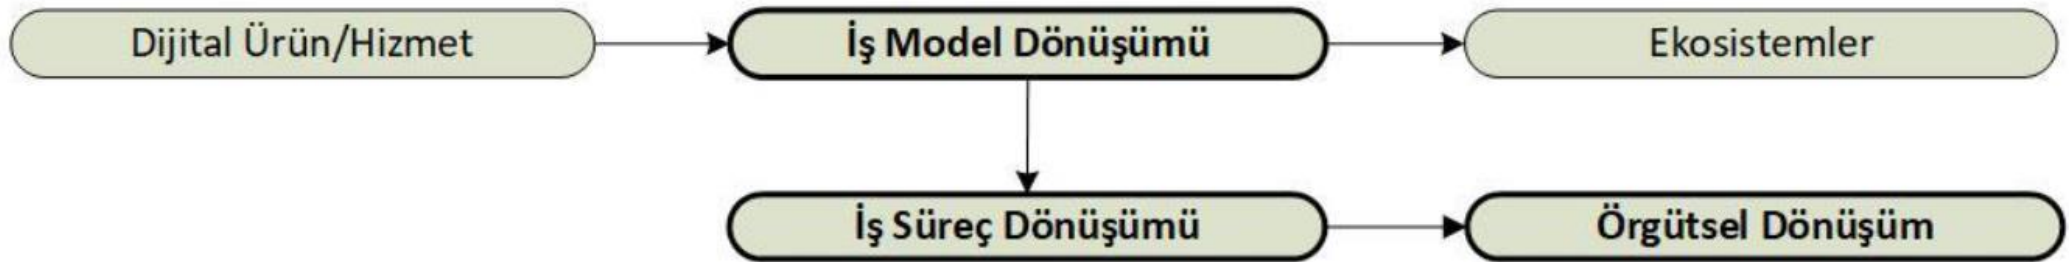 Dijital Ürün/Hizmet
İş Model Dönüşümü
Ekosistemler
İş Süreç Dönüşümü
Örgütsel Dönüşüm